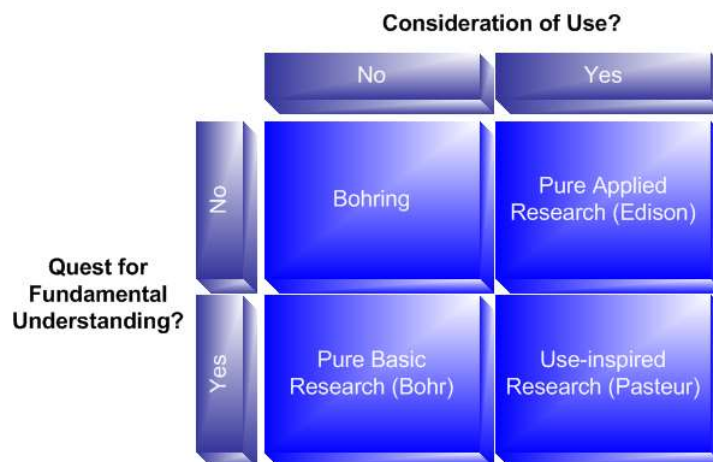 Consideration of Use?
No
Yes
No
Bohring
Pure Applied
Research (Edison)
Quest for
Fundamental
Understanding?
Yes
Pure Basic
Research (Bohr)
Use-inspired
Research (Pasteur)